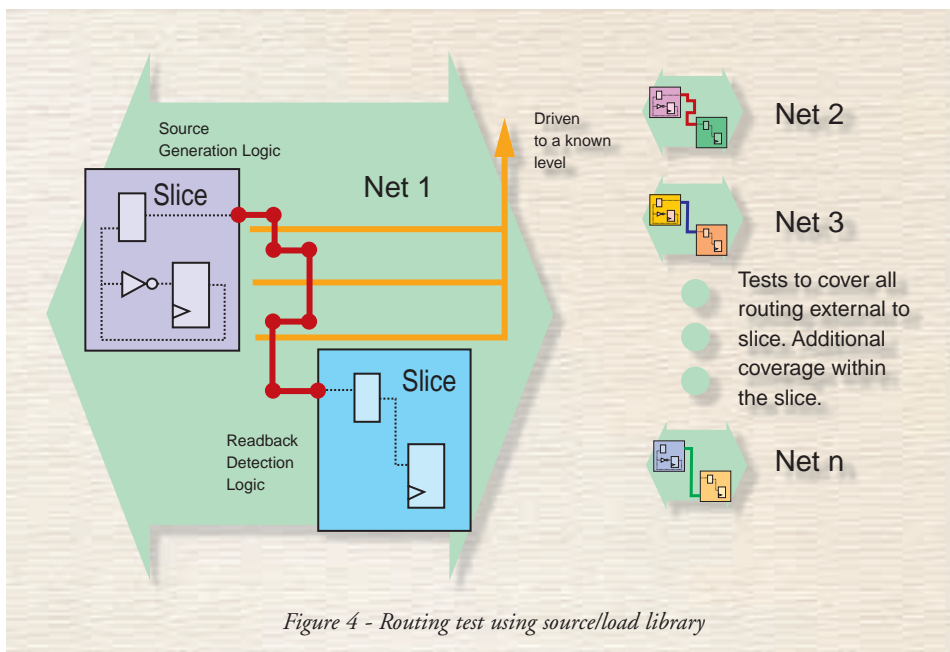 Source
Generation Logic
Slice
Net 1
Driven
to a known
level
Slice
Readback
Detection
Logic
Net 2
Net 3
Tests to cover all
routing external to
slice. Additional
coverage within
the slice.
Net n
Figure 4 - Routing test using source/load library